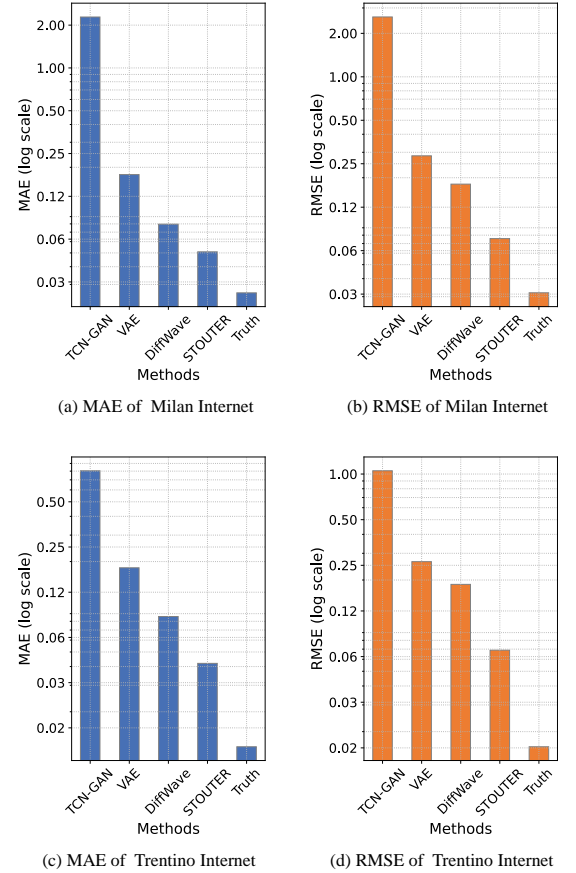 MAE (log scale)
2.00
1.00
0.50
0.25
0.12
0.06
0.03
TCN-GAN
VAE
DiffWave
STOUTER
Truth
Methods
(a) MAE of Milan Internet
RMSE (log scale)
2.00
1.00
0.50
0.25
0.12
0.06
0.03
TCN-GAN
VAE
DiffWave
STOUTER
Truth
Methods
(b) RMSE of Milan Internet
MAE (log scale)
0.50
0.25
0.12
0.06
0.03
0.02
TCN-GAN
VAE
DiffWave
STOUTER
Truth
Methods
(c) MAE of Trentino Internet
RMSE (log scale)
1.00
0.50
0.25
0.12
0.06
0.03
0.02
TCN-GAN
VAE
DiffWave
STOUTER
Truth
Methods
(d) RMSE of Trentino Internet